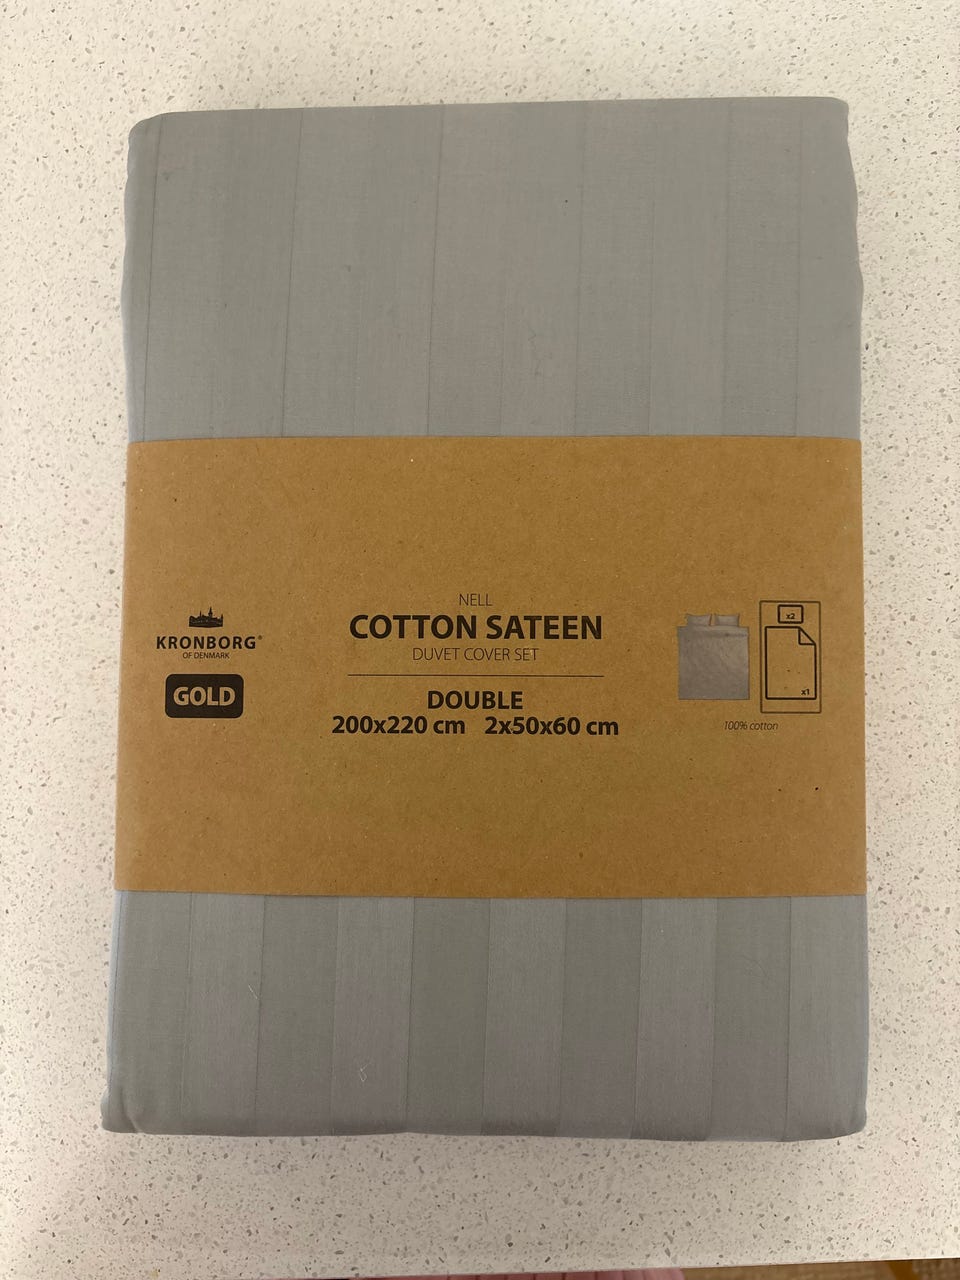 KRONBORG®
OF DENMARK
GOLD
NELL
COTTON SATEEN
DUVET COVER SET
DOUBLE
200x220 cm 2x50x60 cm
x2
x1
100% cotton